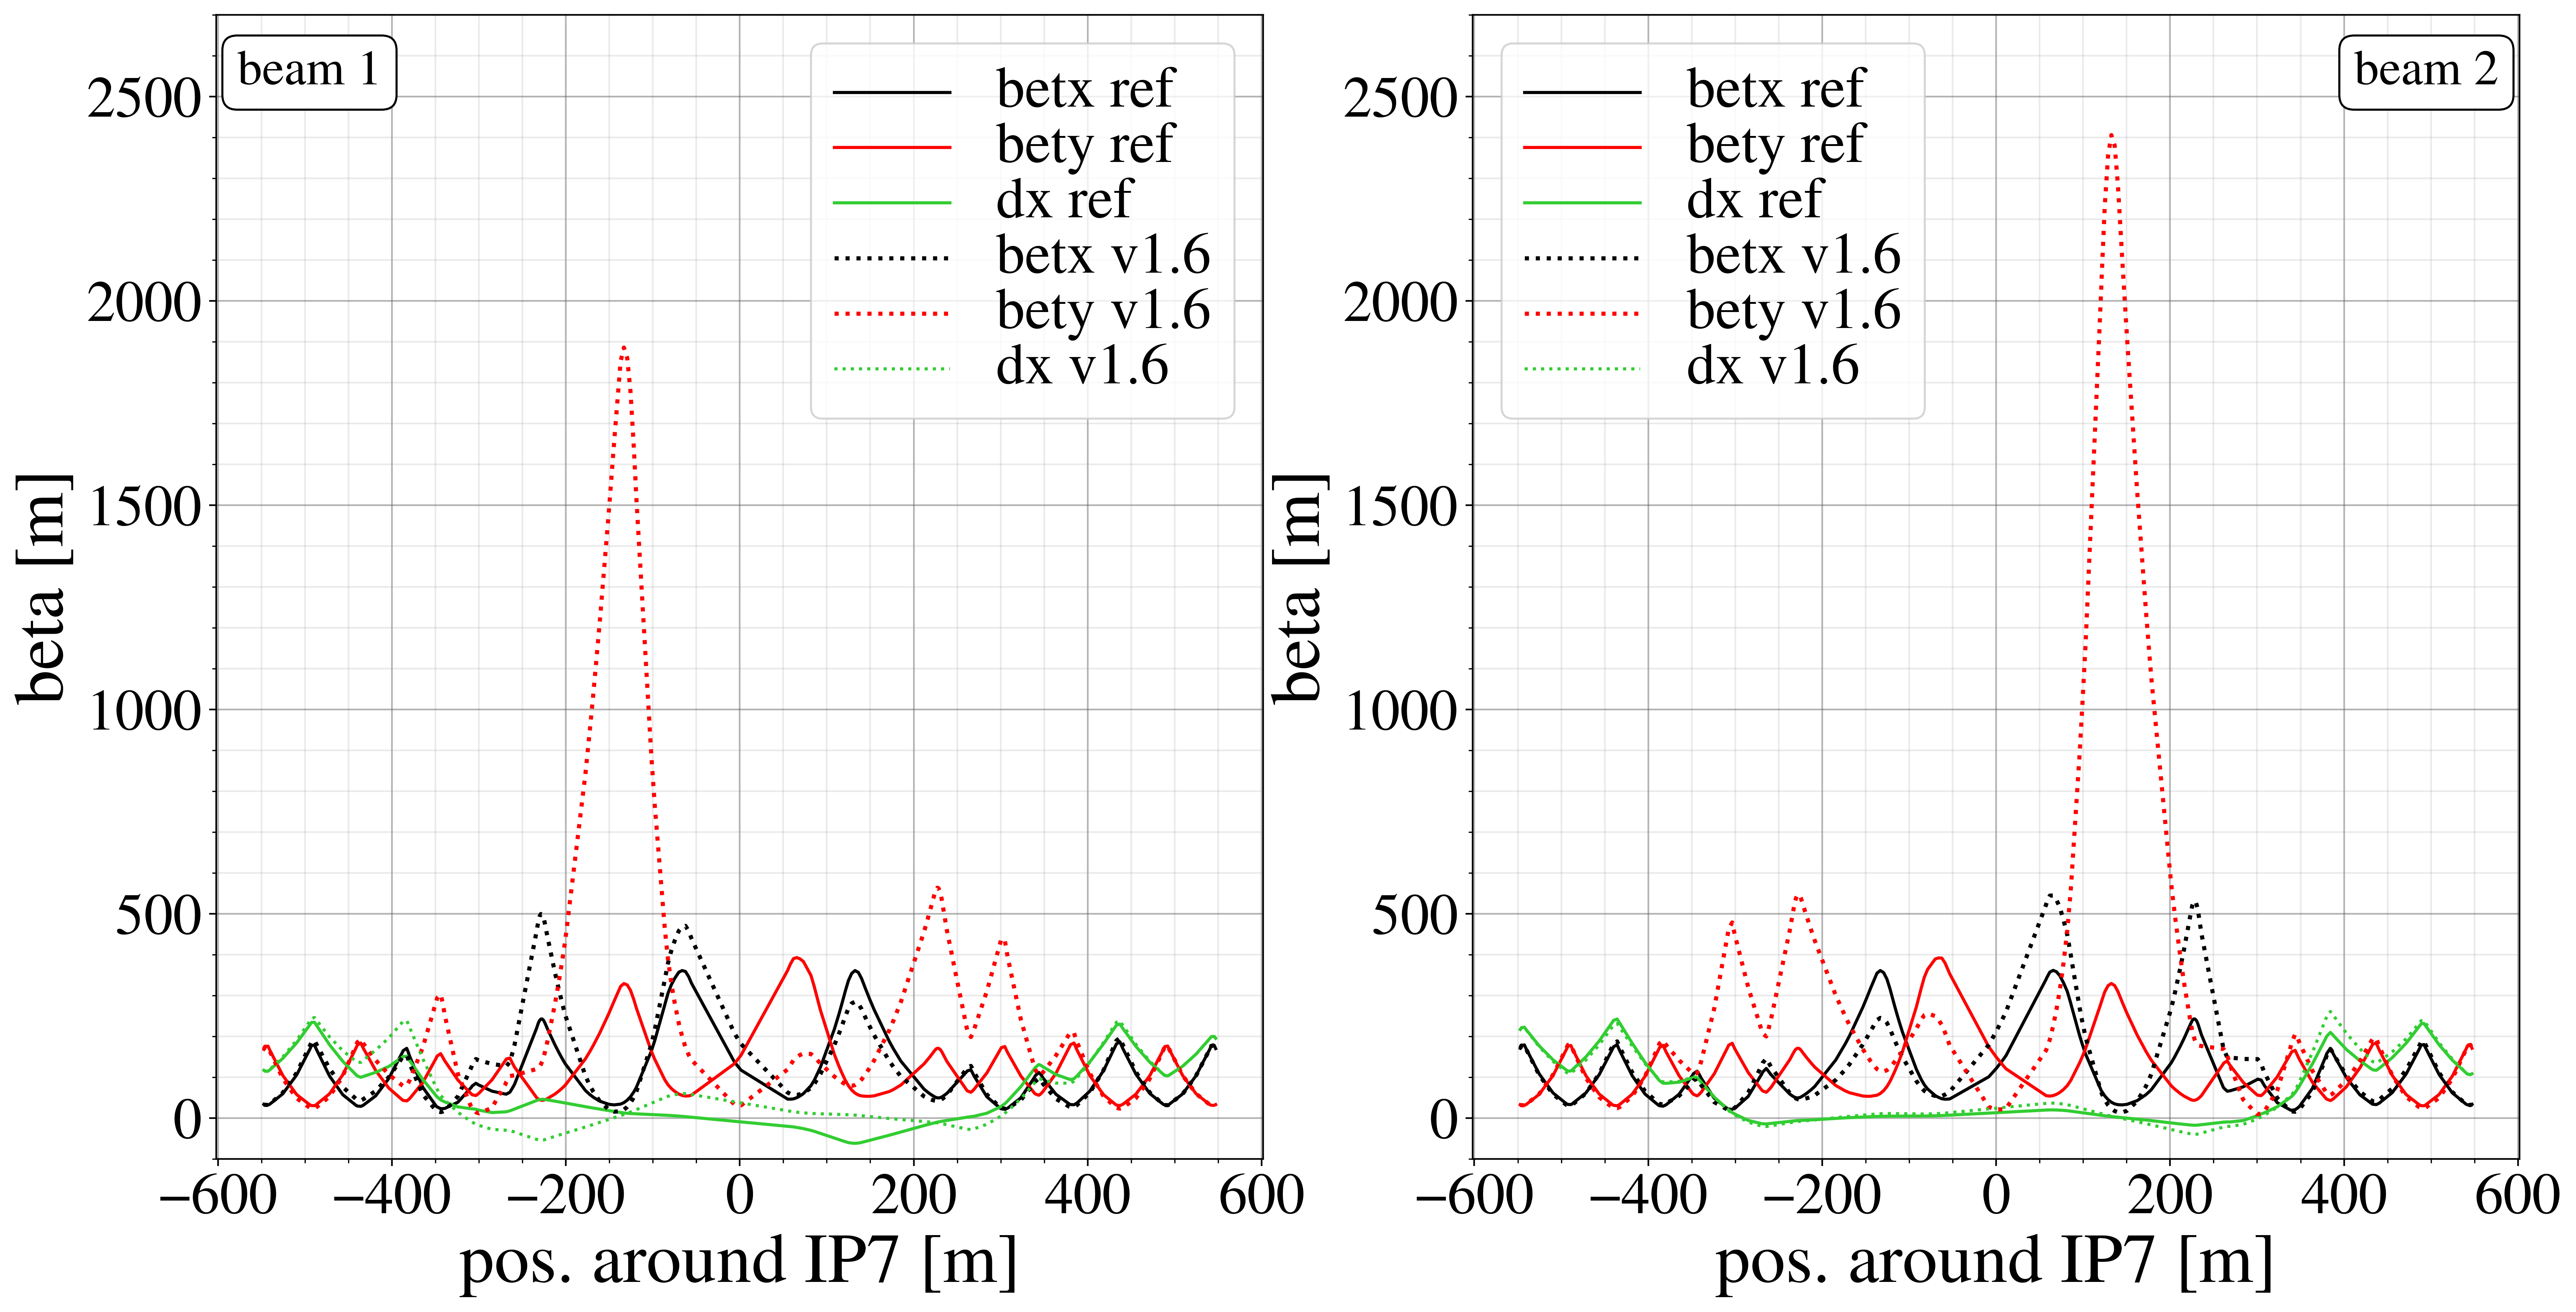 beam 1
betx ref
bety ref
dx ref
betx v1.6
bety v1.6
dx v1.6
2500
2000
1500
1000
500
0
beta [m]
−600 −400 −200 0 200 400 600
pos. around IP7 [m]
beam 2
betx ref
bety ref
dx ref
betx v1.6
bety v1.6
dx v1.6
2500
2000
1500
1000
500
0
beta [m]
−600 −400 −200 0 200 400 600
pos. around IP7 [m]